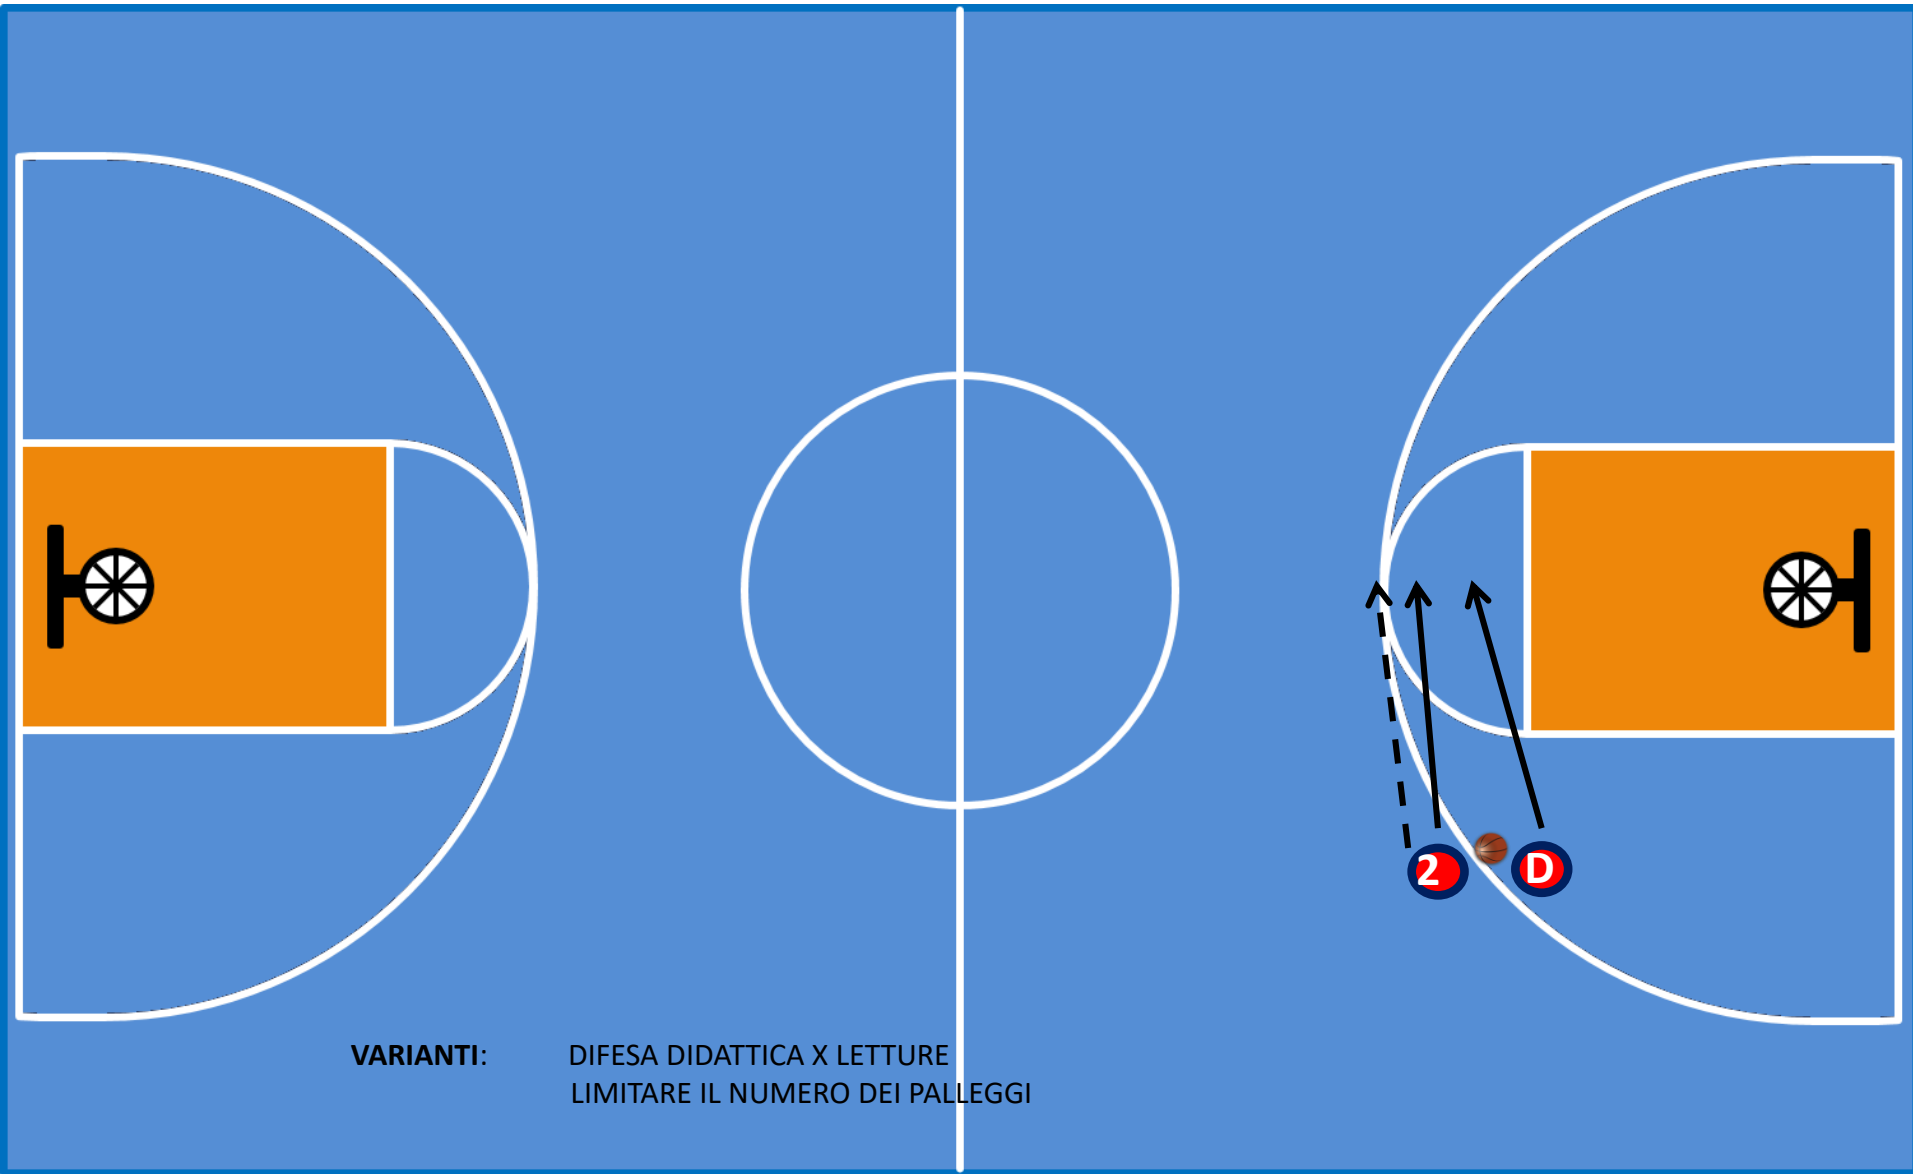 2 D
VARIANTI: DIFESA DIDATTICA X LETTURE
LIMITARE IL NUMERO DEI PALLEGGI